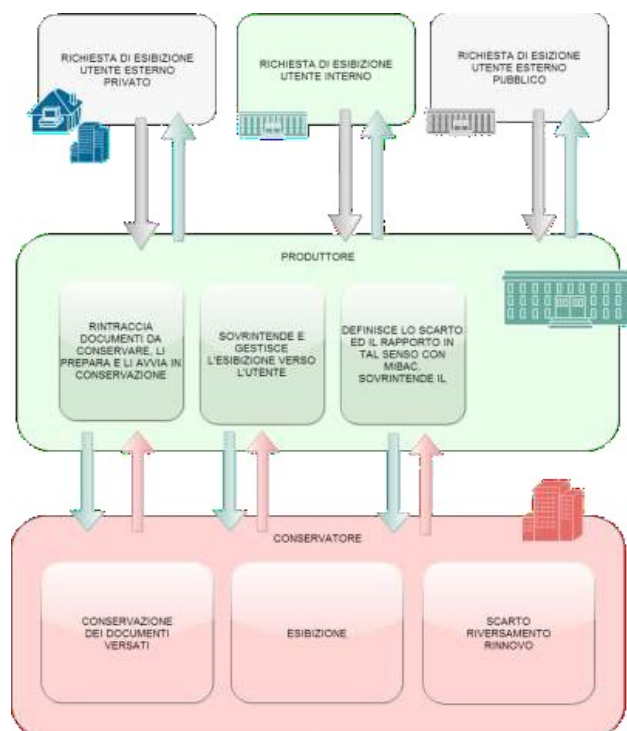 RICHIESTA DI ESIBIZIONE
UTENTE ESTERNO
PRIVATO
RICHIESTA DI ESIBIZIONE
UTENTE INTERNO
RICHIESTA DI ESIZIONE
UTENTE ESTERNO
PUBBLICO
PRODUTTORE
RINTRACCIA
DOCUMENTI DA
CONSERVARE, LI
PREPARA E LI AVVIA IN
CONSERVAZIONE
SOVRINTENDE E
GESTISCE
L'ESIBIZIONE VERSO
L'UTENTE
DEFINISCE LO SCARTO
ED IL RAPPORTO IN
TAL SENSO CON
MIBAC.
SOVRINTENDE IL
CONSERVATORE
CONSERVAZIONE
DEI DOCUMENTI
VERSATI
ESIBIZIONE
SCARTO
RIVERSAMENTO
RINNOVO